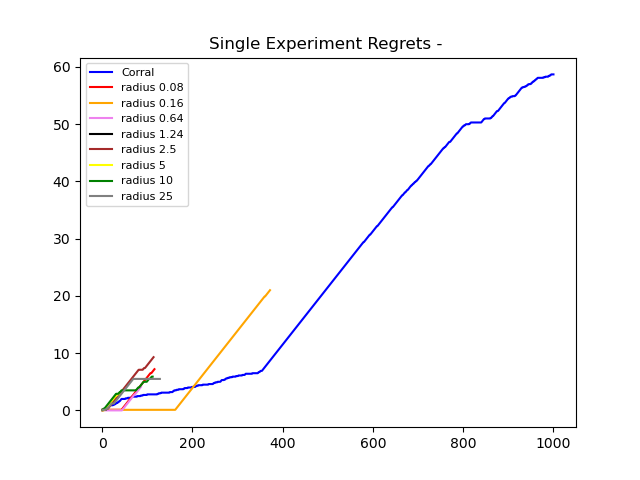 Single Experiment Regrets -
Corral
radius 0.08
radius 0.16
radius 0.64
radius 1.24
radius 2.5
radius 5
radius 10
radius 25
60
50
40
30
20
10
0
0 200 400 600 800 1000